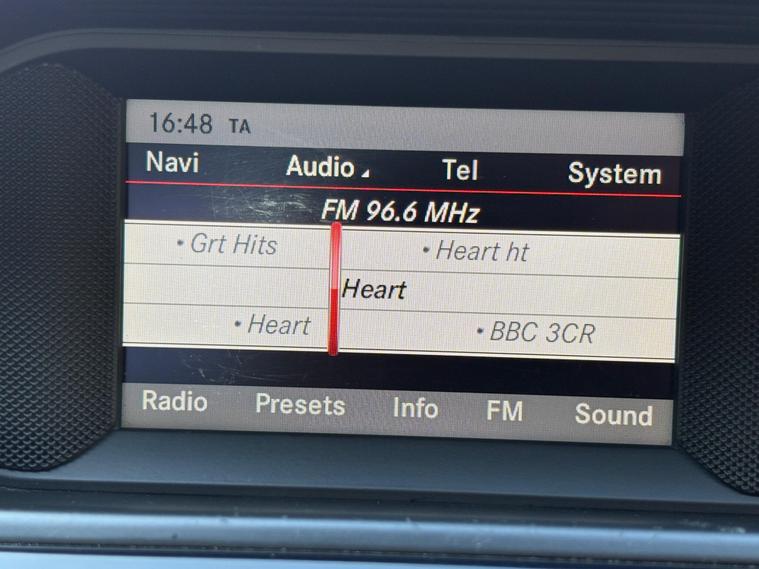 16:48 TA
Navi Audio Tel System
FM 96.6 MHz
• Grt Hits • Heart ht
Heart
• Heart • BBC 3CR
Radio Presets Info FM Sound